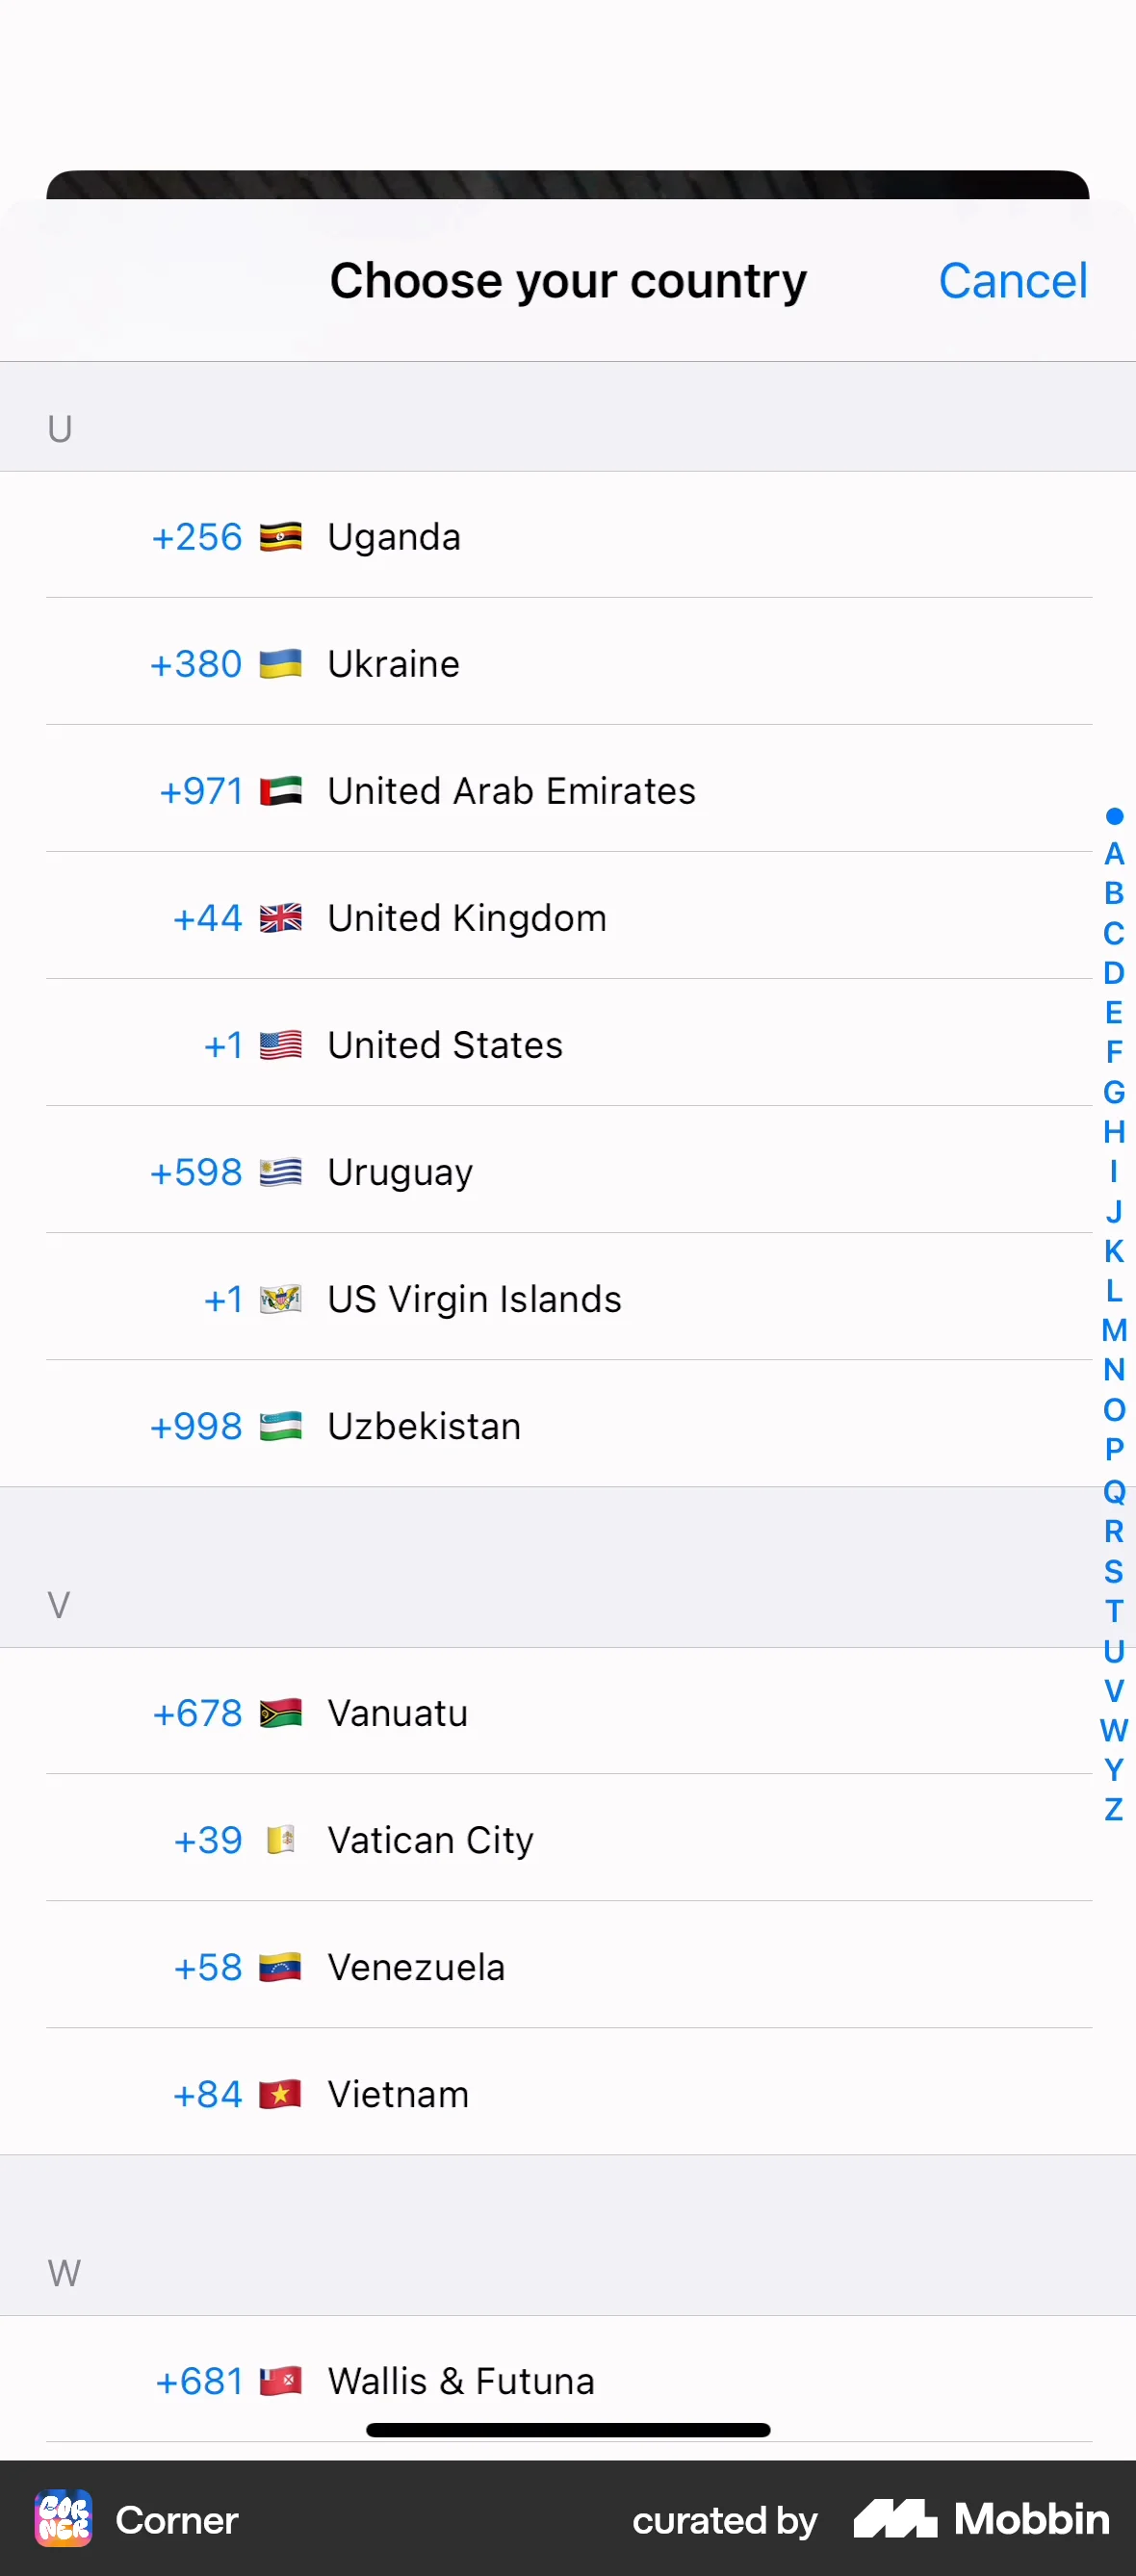 Choose your country
Cancel
U
+256 Uganda
+380 Ukraine
+971 United Arab Emirates
+44 United Kingdom
+1 United States
+598 Uruguay
+1 US Virgin Islands
+998 Uzbekistan
V
+678 Vanuatu
+39 Vatican City
+58 Venezuela
+84 Vietnam
W
+681 Wallis & Futuna
A
B
C
D
E
F
G
H
I
J
K
L
M
N
O
P
Q
R
S
T
U
V
W
Y
Z
CORNER
Corner
curated by Mobbin